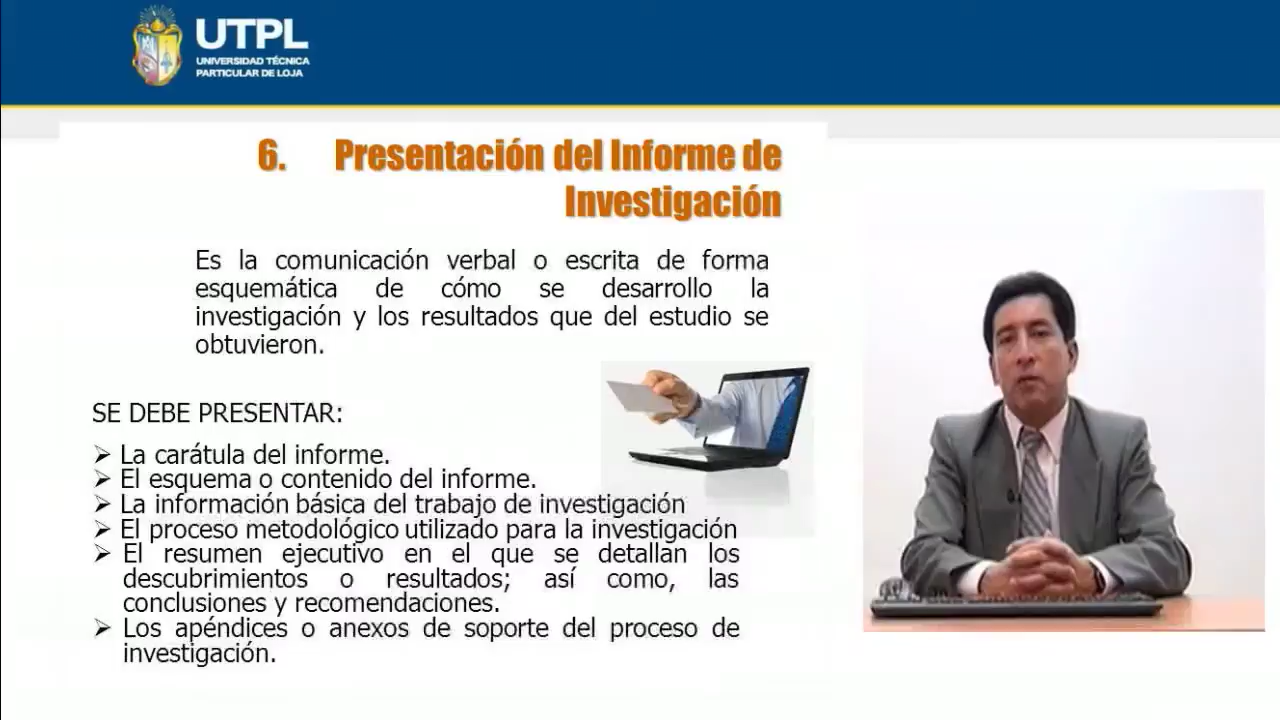 UTPL
UNIVERSIDAD TÉCNICA
PARTICULAR DE LOJA
6. Presentación del Informe de
Investigación
Es la comunicación verbal o escrita de forma
esquemática de cómo se desarrollo la
investigación y los resultados que del estudio se
obtuvieron.
SE DEBE PRESENTAR:
➢ La carátula del informe.
➢ El esquema o contenido del informe.
➢ La información básica del trabajo de investigación
➢ El proceso metodológico utilizado para la investigación
➢ El resumen ejecutivo en el que se detallan los
descubrimientos o resultados; así como, las
conclusiones y recomendaciones.
➢ Los apéndices o anexos de soporte del proceso de
investigación.